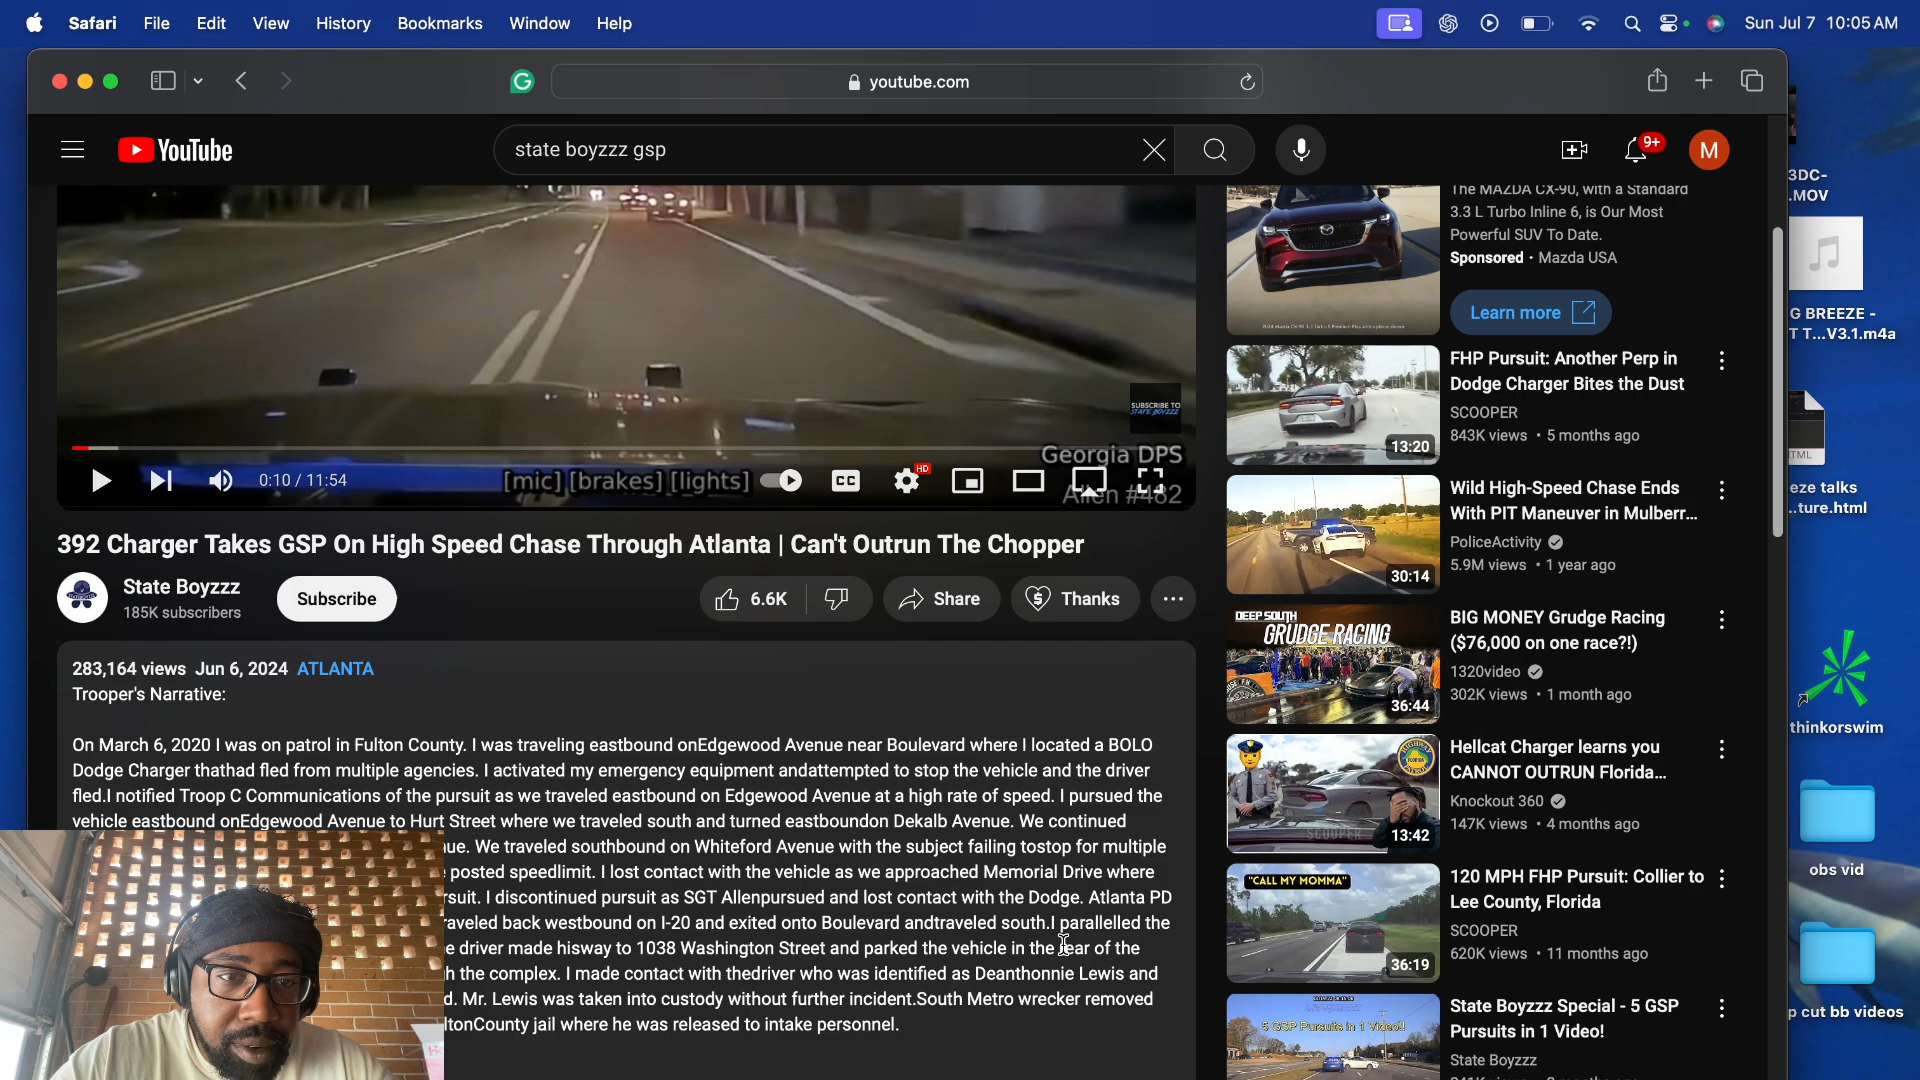 Safari File Edit View History Bookmarks Window Help Sun Jul 7 10:05 AM
youtube.com
YouTube
state boyzzz gsp
9+
M
SUBSCRIBE TO
STATE BOYZZZ
Georgia DPS
Allen #482
0:10 / 11:54
[mic] [brakes] [lights]
CC
HD
392 Charger Takes GSP On High Speed Chase Through Atlanta | Can't Outrun The Chopper
State Boyzzz
185K subscribers
Subscribe
6.6K
Share
Thanks
283,164 views Jun 6, 2024 ATLANTA
Trooper's Narrative:
On March 6, 2020 I was on patrol in Fulton County. I was traveling eastbound onEdgewood Avenue near Boulevard where I located a BOLO
Dodge Charger thathad fled from multiple agencies. I activated my emergency equipment andattempted to stop the vehicle and the driver
fled.I notified Troop C Communications of the pursuit as we traveled eastbound on Edgewood Avenue at a high rate of speed. I pursued the
vehicle eastbound onEdgewood Avenue to Hurt Street where we traveled south and turned eastboundon Dekalb Avenue. We continued
ue. We traveled southbound on Whiteford Avenue with the subject failing tostop for multiple
posted speedlimit. I lost contact with the vehicle as we approached Memorial Drive where
rsuit. I discontinued pursuit as SGT Allenpursued and lost contact with the Dodge. Atlanta PD
raveled back westbound on I-20 and exited onto Boulevard andtraveled south.I parallelled the
e driver made hisway to 1038 Washington Street and parked the vehicle in the rear of the
h the complex. I made contact with thedriver who was identified as Deanthonnie Lewis and
d. Mr. Lewis was taken into custody without further incident.South Metro wrecker removed
ltonCounty jail where he was released to intake personnel.
The MAZDA CX-90, with a Standard
3.3 L Turbo Inline 6, is Our Most
Powerful SUV To Date.
Sponsored · Mazda USA
Learn more
FHP Pursuit: Another Perp in
Dodge Charger Bites the Dust
SCOOPER
843K views · 5 months ago
13:20
Wild High-Speed Chase Ends
With PIT Maneuver in Mulberr...
PoliceActivity
5.9M views · 1 year ago
30:14
DEEP SOUTH
GRUDGE RACING
36:44
BIG MONEY Grudge Racing
($76,000 on one race?!)
1320video
302K views · 1 month ago
SCOOPER
13:42
Hellcat Charger learns you
CANNOT OUTRUN Florida...
Knockout 360
147K views · 4 months ago
"CALL MY MOMMA"
36:19
120 MPH FHP Pursuit: Collier to
Lee County, Florida
SCOOPER
620K views · 11 months ago
5 GSP Pursuits in 1 Video!!
State Boyzzz Special - 5 GSP
Pursuits in 1 Video!
State Boyzzz
3DC-
.MOV
G BREEZE -
T T...V3.1.m4a
TML
eze talks
..ture.html
thinkorswim
obs vid
p cut bb videos